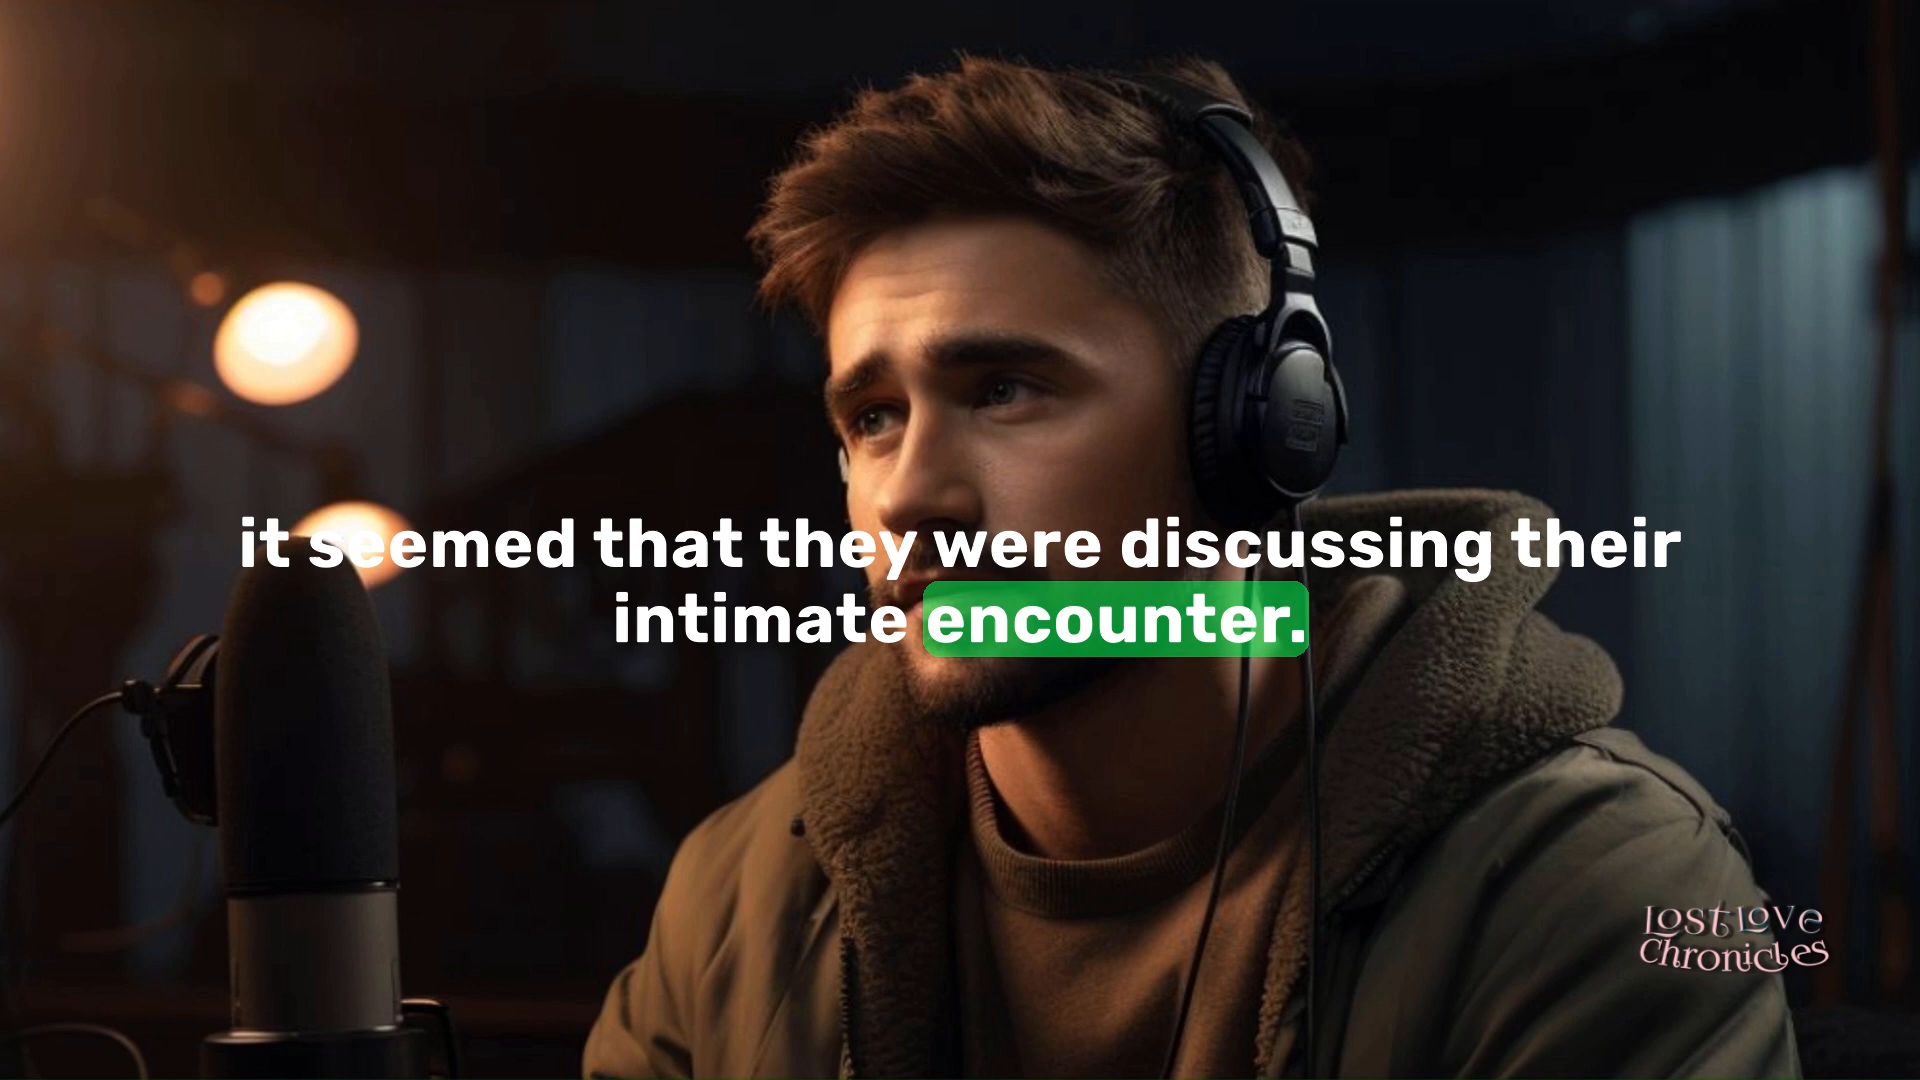 it seemed that they were discussing their
intimate encounter.
Lost Love
Chronicles